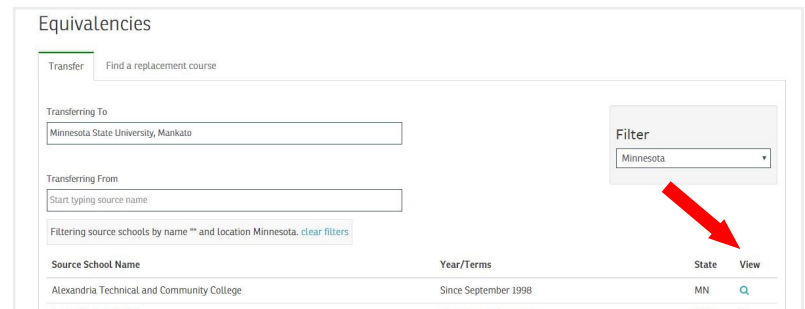 Equivalencies
Transfer Find a replacement course
Transferring To
Minnesota State University, Mankato
Filter
Minnesota
Transferring From
Start typing source name
Filtering source schools by name "" and location Minnesota. clear filters
Source School Name Year/Terms State View
Alexandria Technical and Community College Since September 1998 MN